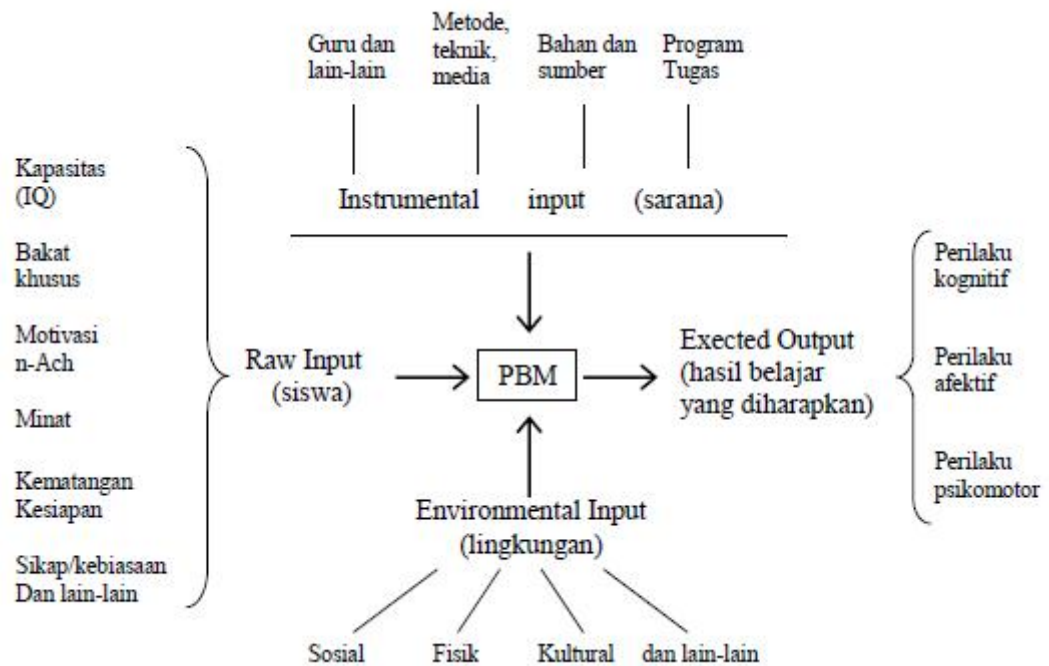 Guru dan
lain-lain
Metode,
teknik,
media
Bahan dan
sumber
Program
Tugas
Instrumental input (sarana)
Kapasitas
(IQ)
Bakat
khusus
Motivasi
n-Ach
Minat
Kematangan
Kesiapan
Sikap/kebiasaan
Dan lain-lain
Raw Input
(siswa)
PBM
Exected Output
(hasil belajar
yang diharapkan)
Perilaku
kognitif
Perilaku
afektif
Perilaku
psikomotor
Environmental Input
(lingkungan)
Sosial Fisik Kultural dan lain-lain